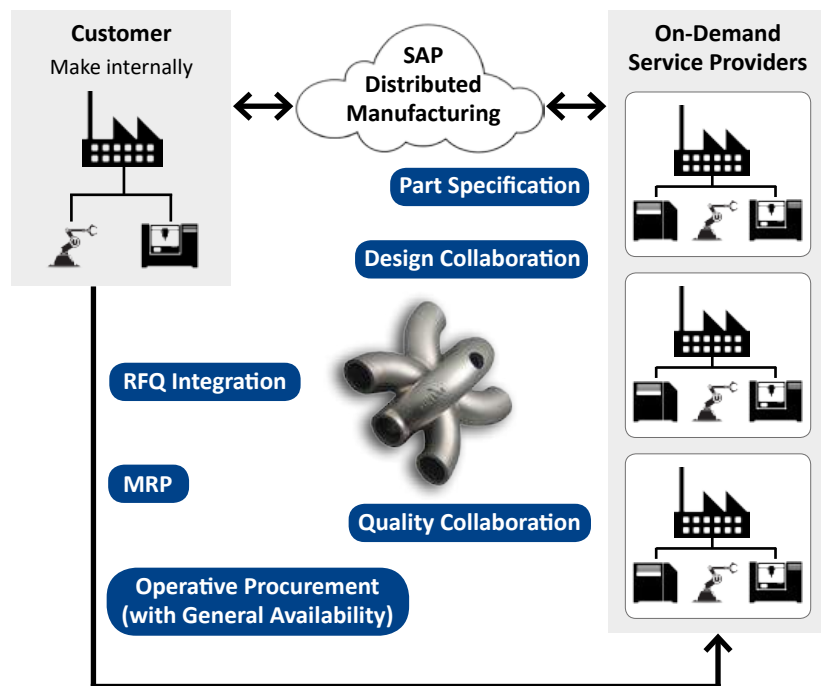 Customer
Make internally
SAP
Distributed
Manufacturing
On-Demand
Service Providers
Part Specification
Design Collaboration
RFQ Integration
MRP
Quality Collaboration
Operative Procurement
(with General Availability)